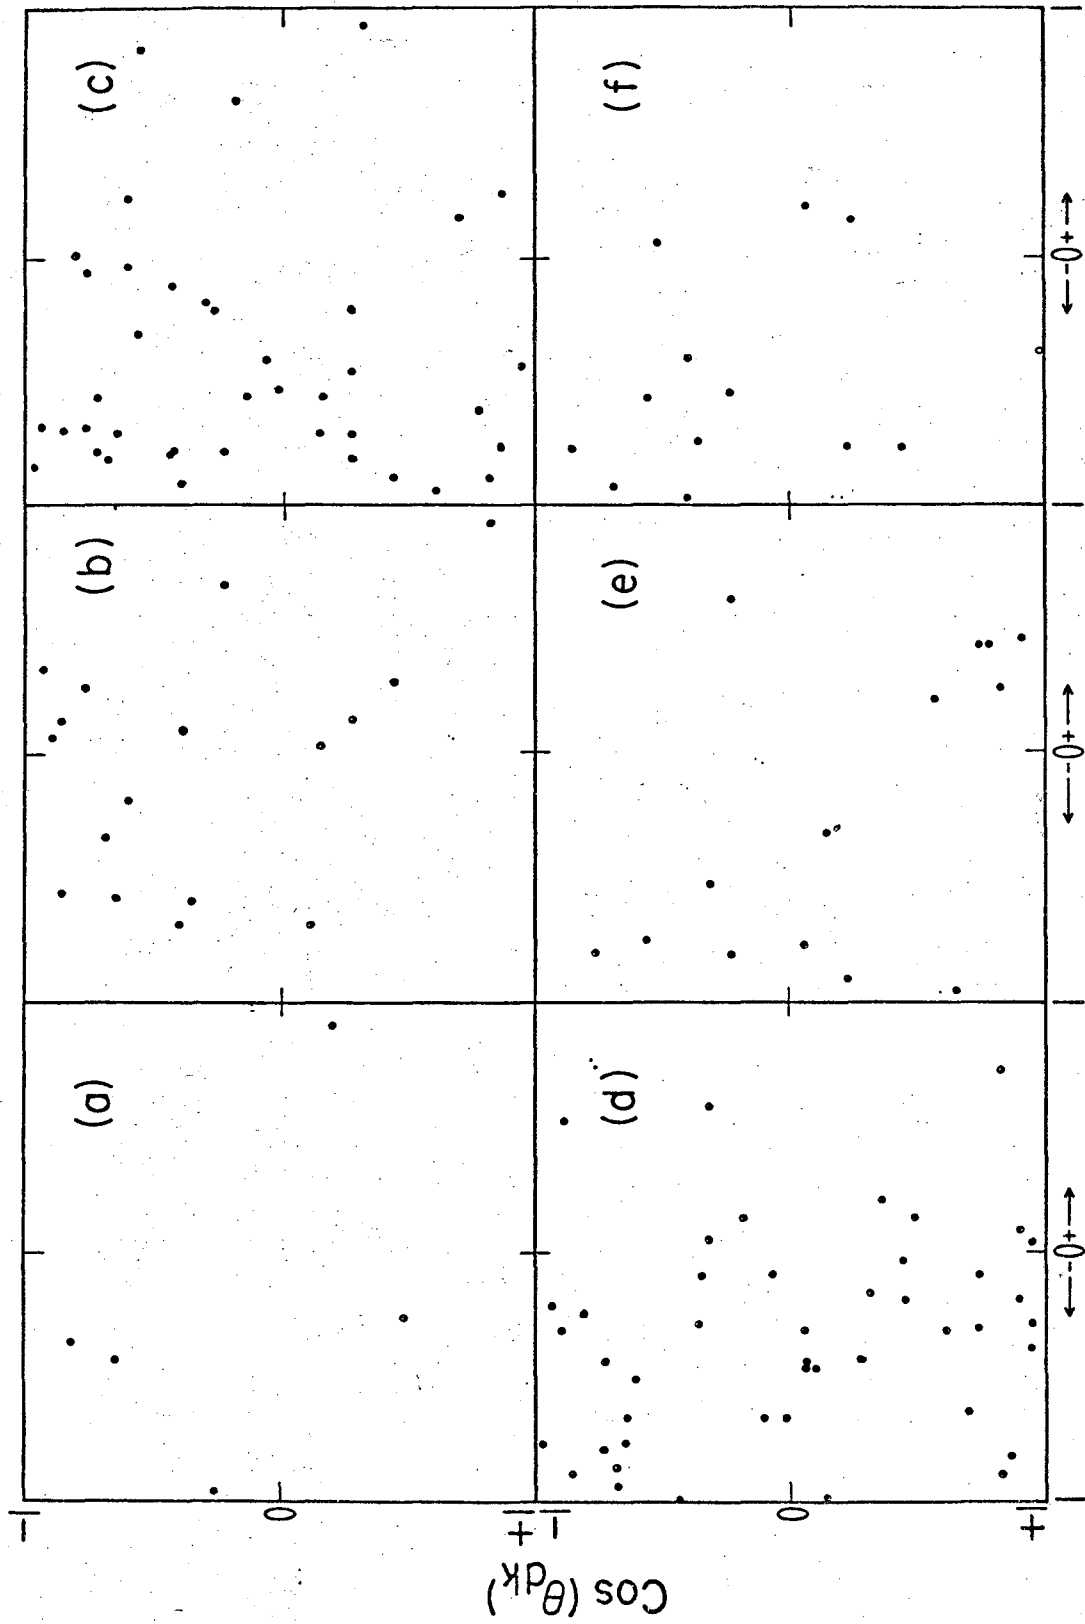 (a) (b) (c)
-1
0
+1
Cos (θdk)
(d) (e) (f)
-1
0
+1
←-0+→ ←-0+→ ←-0+→